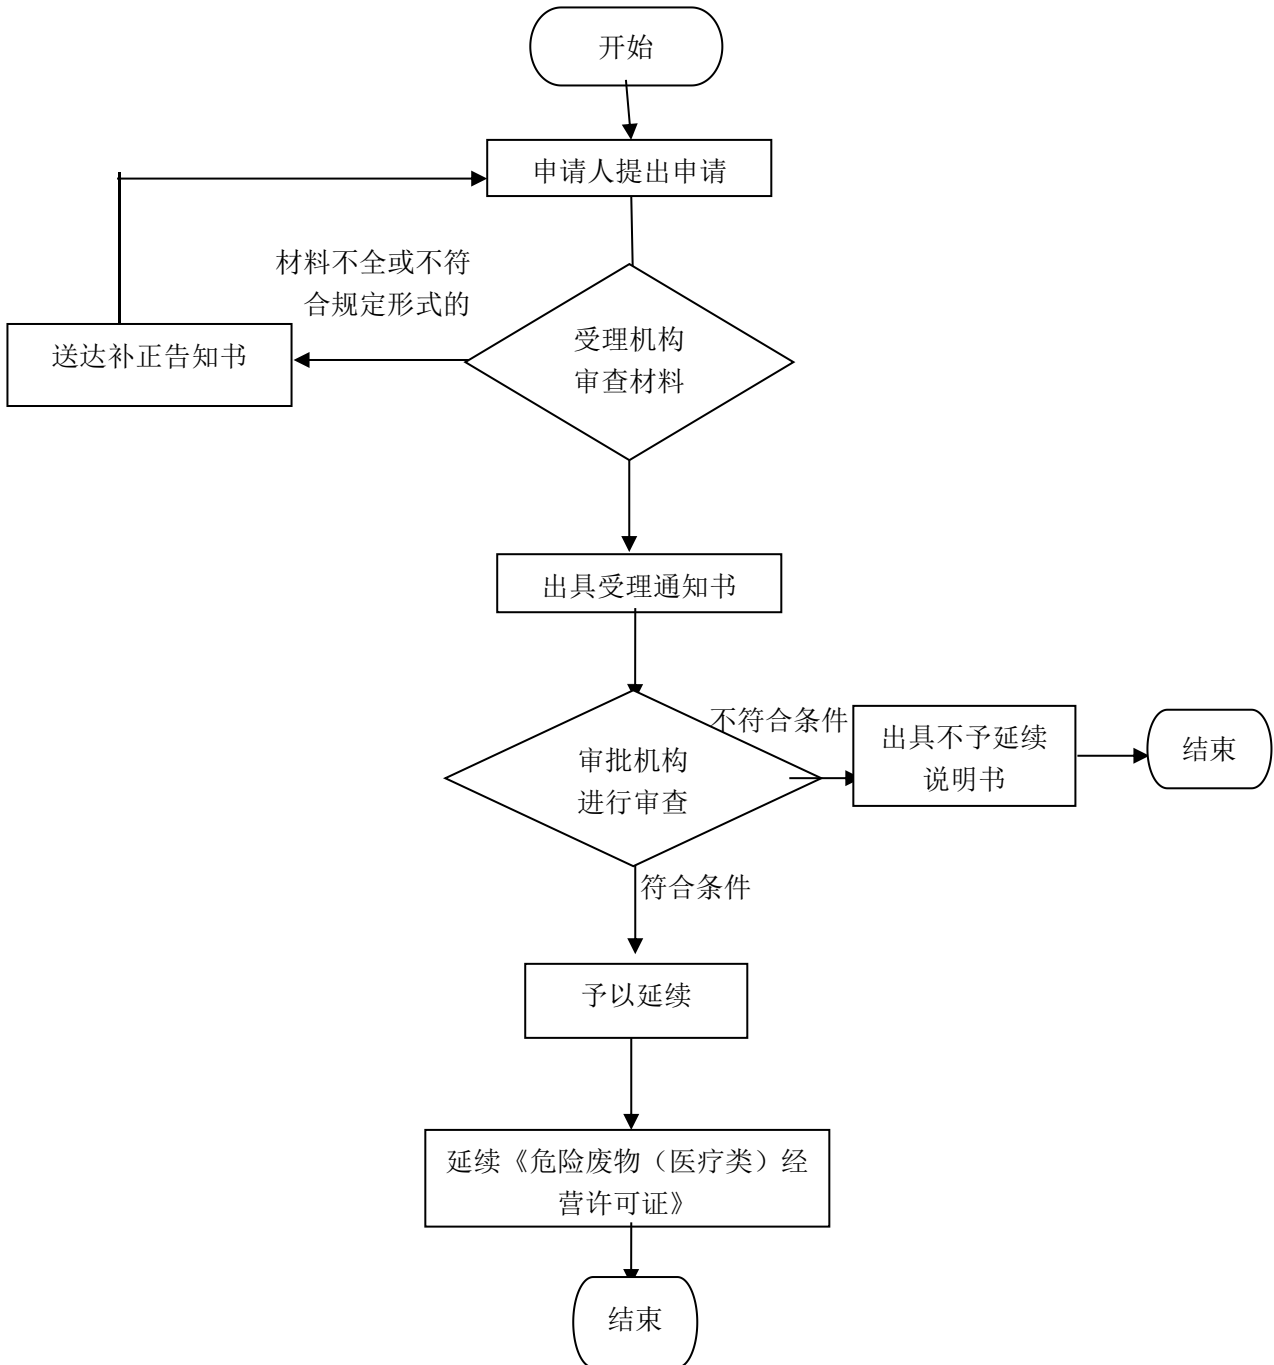 开始
申请人提出申请
材料不全或不符
合规定形式的
送达补正告知书
受理机构
审查材料
出具受理通知书
不符合条件
出具不予延续
说明书
结束
审批机构
进行审查
符合条件
予以延续
延续《危险废物（医疗类）经
营许可证》
结束